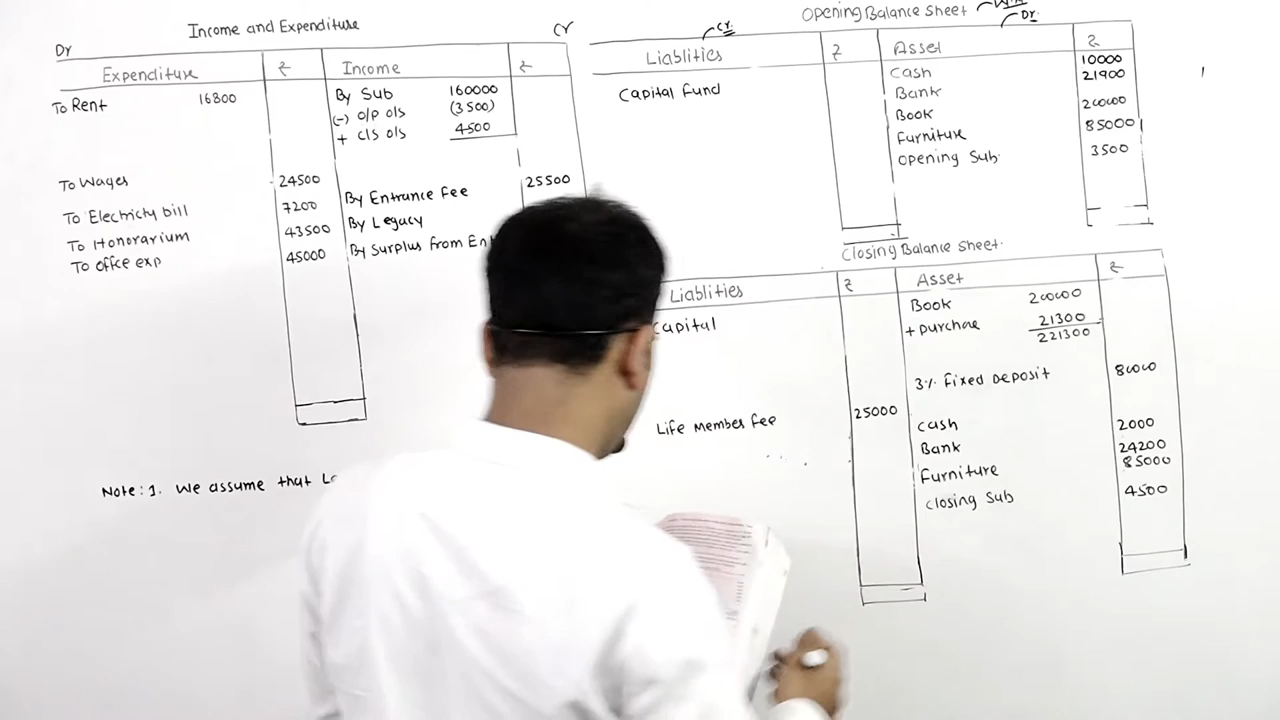 Income and Expenditure
Dr
Cr
Expenditure ₹ Income ₹
To Rent 16800
By Sub 160000
(-) O/P O/s (3500)
+ C/S O/s 4500
To Wages 24500
By Entrance Fee 25500
To Electricty bill 7200
By Legacy
To Honorarium 43500
By Surplus from
To office exp 45000
Note: 1. We assume that
Opening Balance Sheet
Cr.
Dr.
Liablities ₹ Asset ₹
Capital Fund
Cash 10000
Bank 21900
Book 200000
Furniture 85000
Opening Sub. 3500
Closing Balance Sheet.
Liablities ₹ Asset ₹
Capital
Book 200000
+ purchae 21300
221300
3% Fixed Deposit 80000
Life Member Fee 25000
Cash 2000
Bank 24200
Furniture 85000
Closing Sub 4500